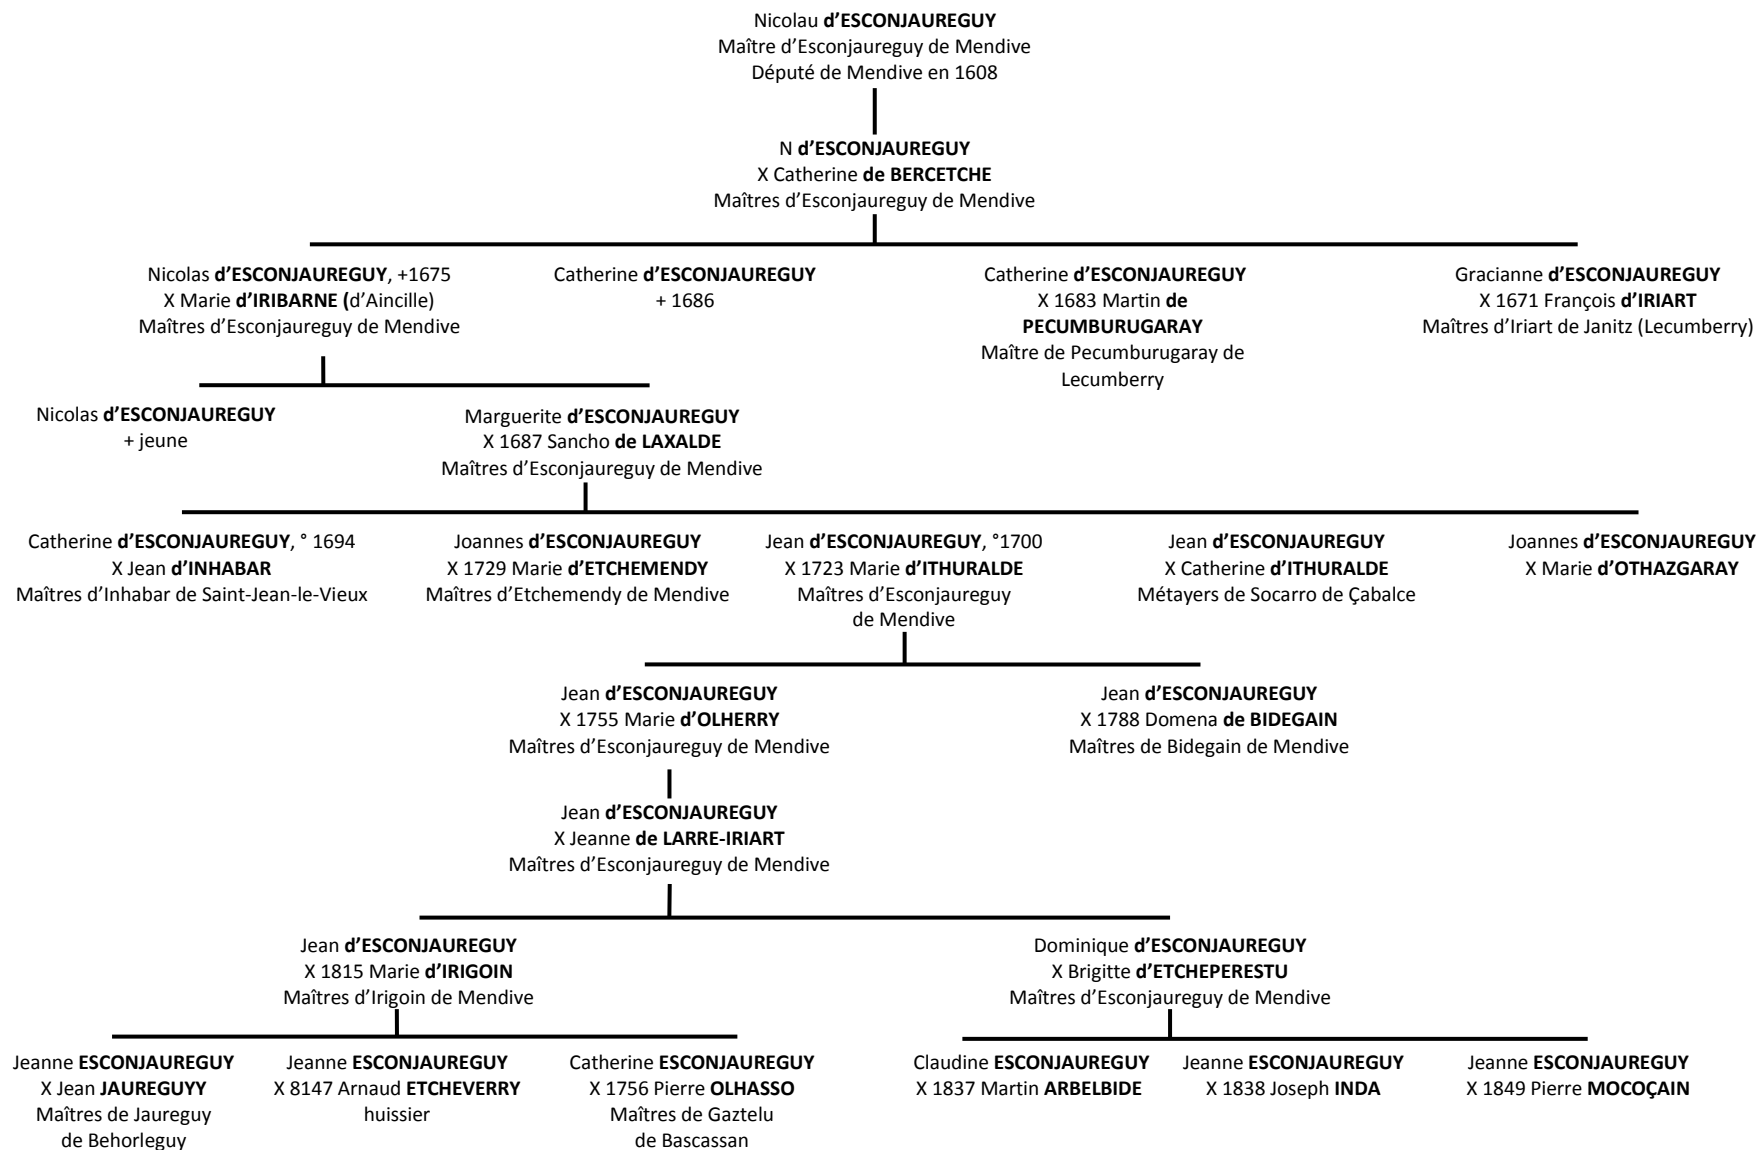 Nicolau d'ESCONJAUREGUY
Maître d'Esconjaureguy de Mendive
Député de Mendive en 1608
N d'ESCONJAUREGUY
X Catherine de BERCETCHE
Maîtres d'Esconjaureguy de Mendive
Nicolas d'ESCONJAUREGUY, +1675
X Marie d'IRIBARNE (d'Aincille)
Maîtres d'Esconjaureguy de Mendive
Catherine d'ESCONJAUREGUY
+ 1686
Catherine d'ESCONJAUREGUY
X 1683 Martin de
PECUMBURUGARAY
Maître de Pecumburugaray de
Lecumberry
Gracianne d'ESCONJAUREGUY
X 1671 François d'IRIART
Maîtres d'Iriart de Janitz (Lecumberry)
Nicolas d'ESCONJAUREGUY
+ jeune
Marguerite d'ESCONJAUREGUY
X 1687 Sancho de LAXALDE
Maîtres d'Esconjaureguy de Mendive
Catherine d'ESCONJAUREGUY, ° 1694
X Jean d'INHABAR
Maîtres d'Inhabar de Saint-Jean-le-Vieux
Joannes d'ESCONJAUREGUY
X 1729 Marie d'ETCHEMENDY
Maîtres d'Etchemendy de Mendive
Jean d'ESCONJAUREGUY, °1700
X 1723 Marie d'ITHURALDE
Maîtres d'Esconjaureguy
de Mendive
Jean d'ESCONJAUREGUY
X Catherine d'ITHURALDE
Métayers de Socarro de Çabalce
Joannes d'ESCONJAUREGUY
X Marie d'OTHAZGARAY
Jean d'ESCONJAUREGUY
X 1755 Marie d'OLHERRY
Maîtres d'Esconjaureguy de Mendive
Jean d'ESCONJAUREGUY
X 1788 Domena de BIDEGAIN
Maîtres de Bidegain de Mendive
Jean d'ESCONJAUREGUY
X Jeanne de LARRE-IRIART
Maîtres d'Esconjaureguy de Mendive
Jean d'ESCONJAUREGUY
X 1815 Marie d'IRIGOIN
Maîtres d'Irigoin de Mendive
Dominique d'ESCONJAUREGUY
X Brigitte d'ETCHEPERESTU
Maîtres d'Esconjaureguy de Mendive
Jeanne ESCONJAUREGUY
X Jean JAUREGUYY
Maîtres de Jaureguy
de Behorleguy
Jeanne ESCONJAUREGUY
X 8147 Arnaud ETCHEVERRY
huissier
Catherine ESCONJAUREGUY
X 1756 Pierre OLHASSO
Maîtres de Gaztelu
de Bascassan
Claudine ESCONJAUREGUY
X 1837 Martin ARBELBIDE
Jeanne ESCONJAUREGUY
X 1838 Joseph INDA
Jeanne ESCONJAUREGUY
X 1849 Pierre MOCOÇAIN